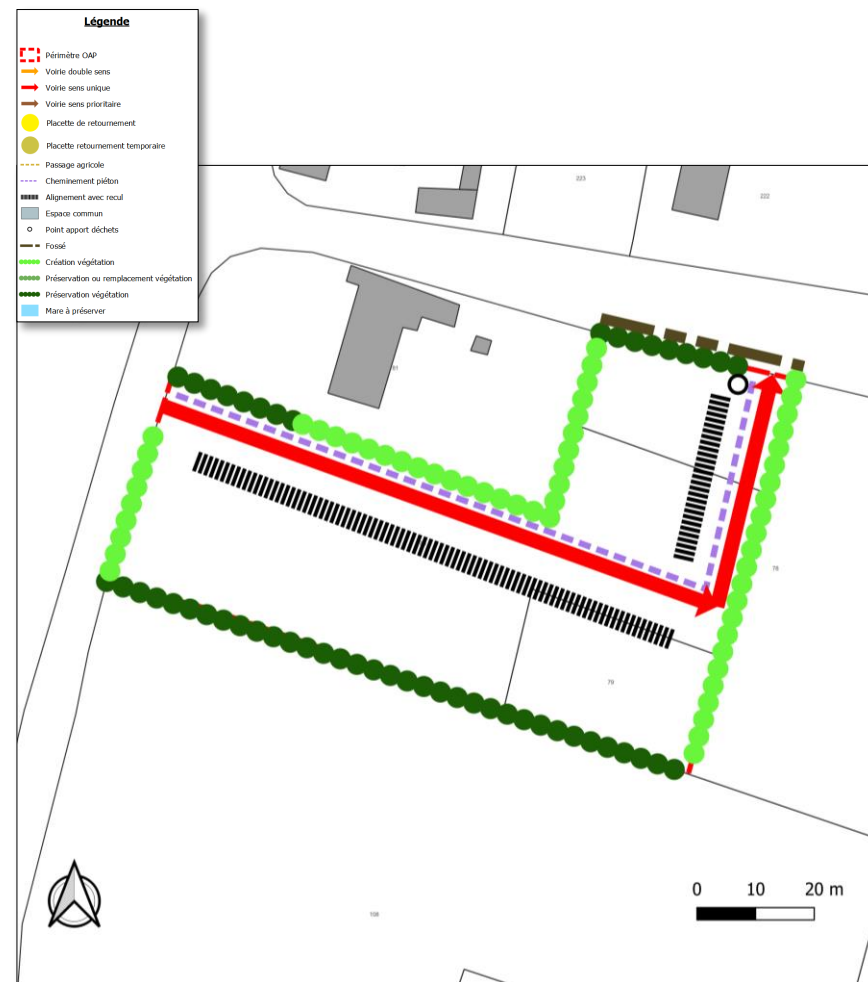 Légende
Périmètre OAP
Voirie double sens
Voirie sens unique
Voirie sens prioritaire
Placette de retournement
Placette retournement temporaire
Passage agricole
Cheminement piéton
Alignement avec recul
Espace commun
Point apport déchets
Fossé
Création végétation
Préservation ou remplacement végétation
Préservation végétation
Mare à préserver
223
222
81
78
79
0 10 20 m